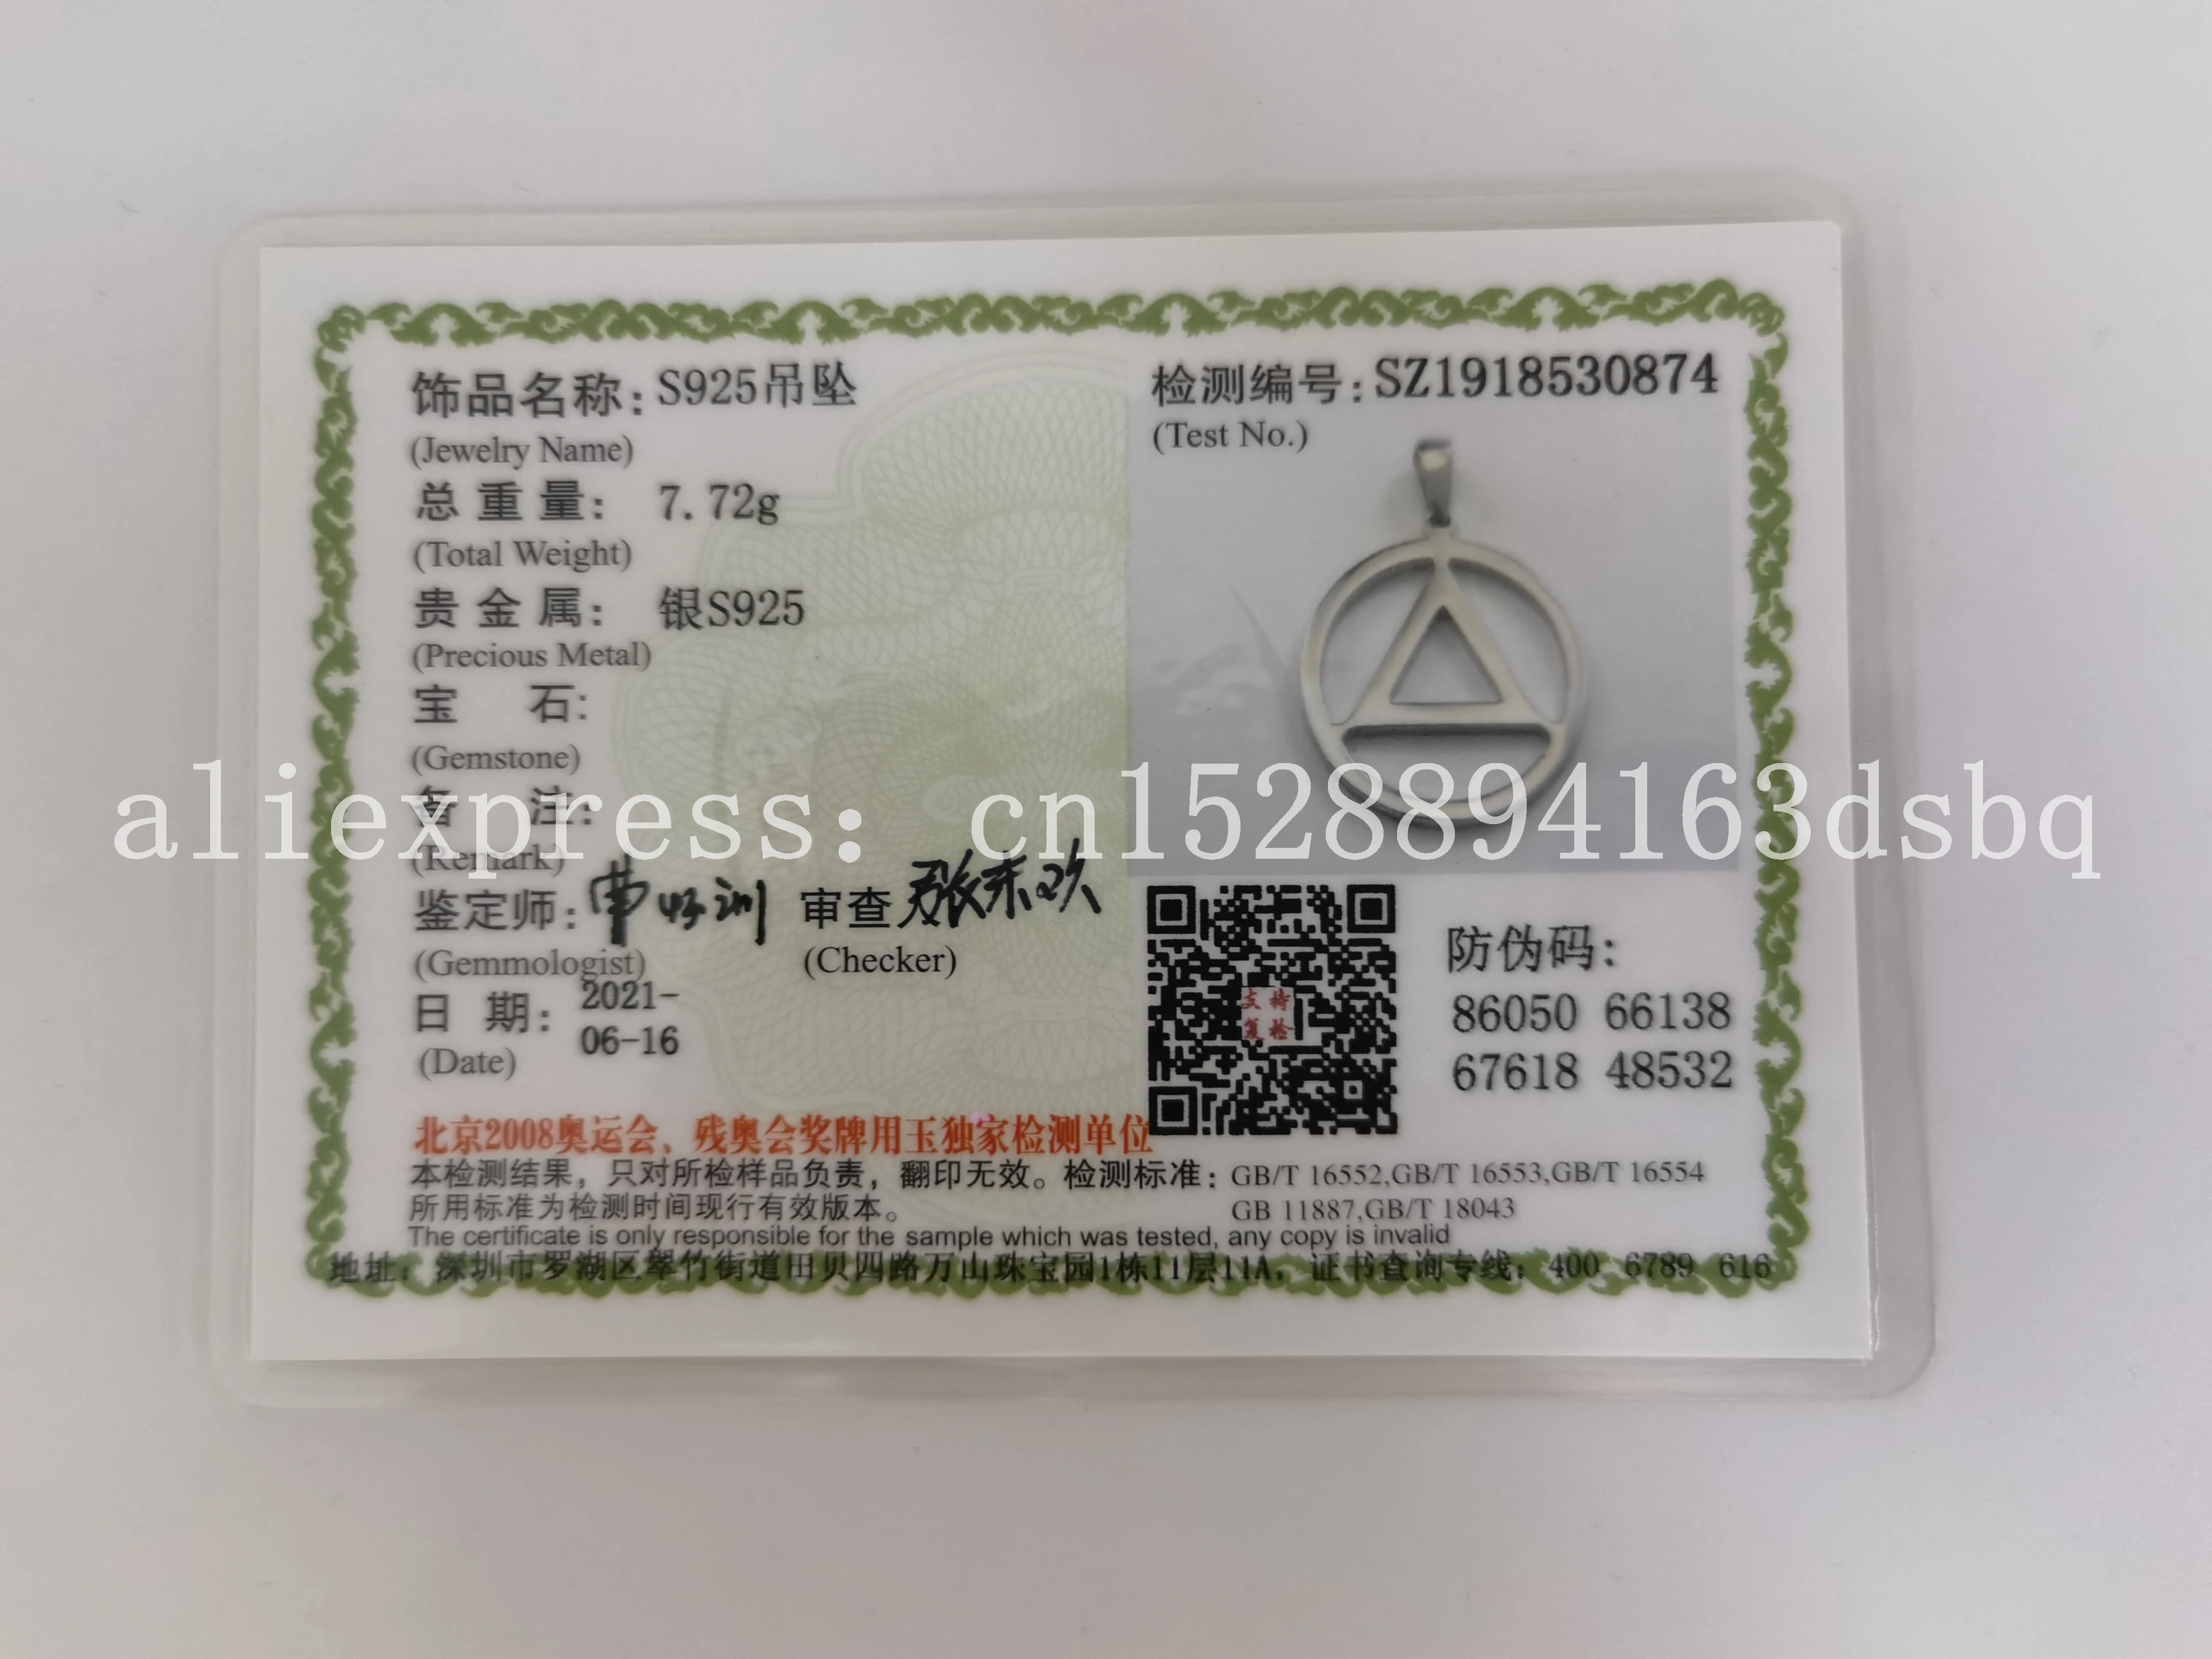 饰品名称：S925吊坠
(Jewelry Name)
总重量： 7.72g
(Total Weight)
贵金属： 银S925
(Precious Metal)
宝 石：
(Gemstone)
备 注：
(Remark)
鉴定师：
(Gemmologist)
审查
(Checker)
日 期：2021-
06-16
(Date)
检测编号：SZ1918530874
(Test No.)
aliexpress：cn1528894163dsbq
支持
复检
防伪码：
86050 66138
67618 48532
北京2008奥运会、残奥会奖牌用玉独家检测单位
本检测结果，只对所检样品负责，翻印无效。检测标准：GB/T 16552,GB/T 16553,GB/T 16554
所用标准为检测时间现行有效版本。 GB 11887,GB/T 18043
The certificate is only responsible for the sample which was tested, any copy is invalid
地址：深圳市罗湖区翠竹街道田贝四路万山珠宝园1栋11层11A，证书查询专线：400 6789 616